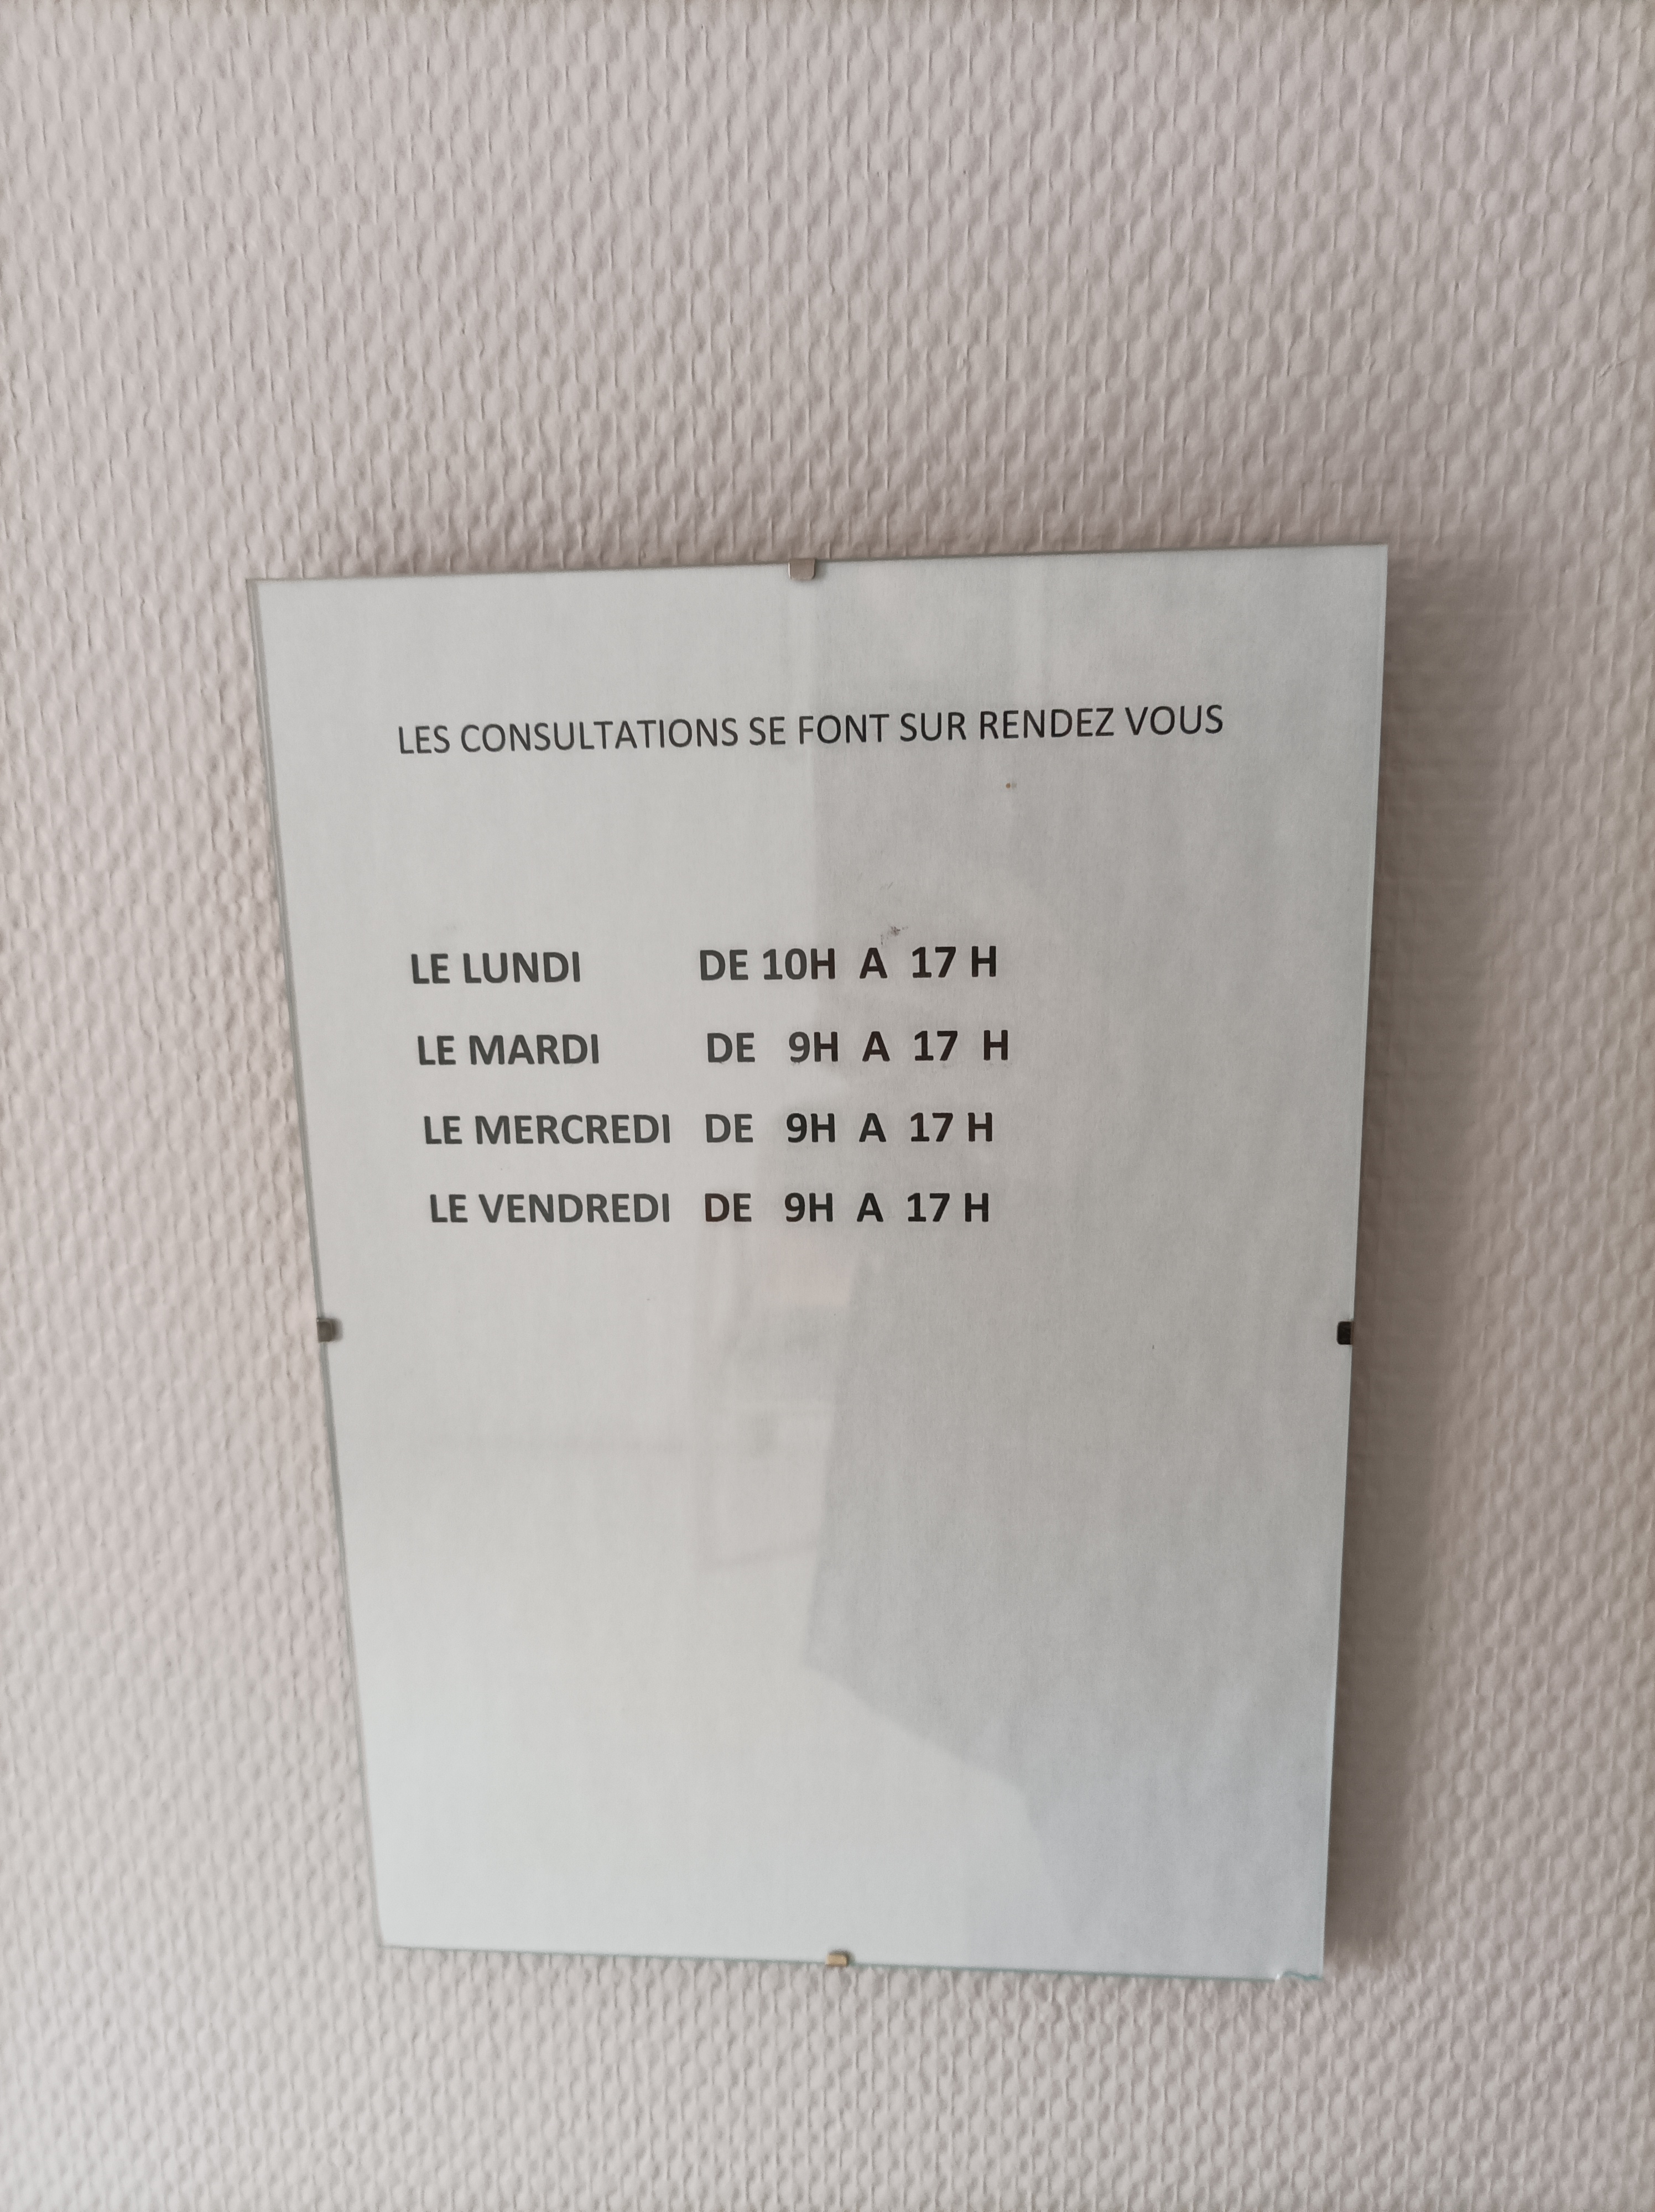 LES CONSULTATIONS SE FONT SUR RENDEZ VOUS
LE LUNDI DE 10H A 17 H
LE MARDI DE 9H A 17 H
LE MERCREDI DE 9H A 17 H
LE VENDREDI DE 9H A 17 H